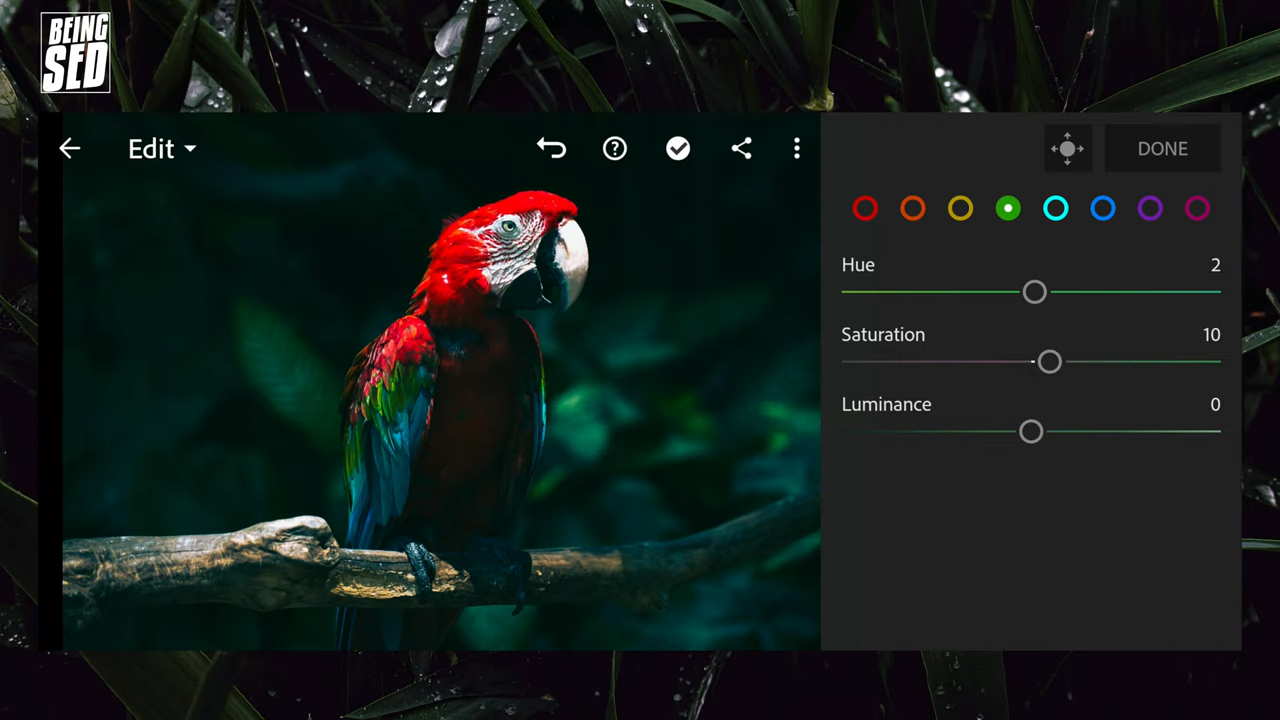 BEING
SED
Edit
DONE
Hue 2
Saturation 10
Luminance 0